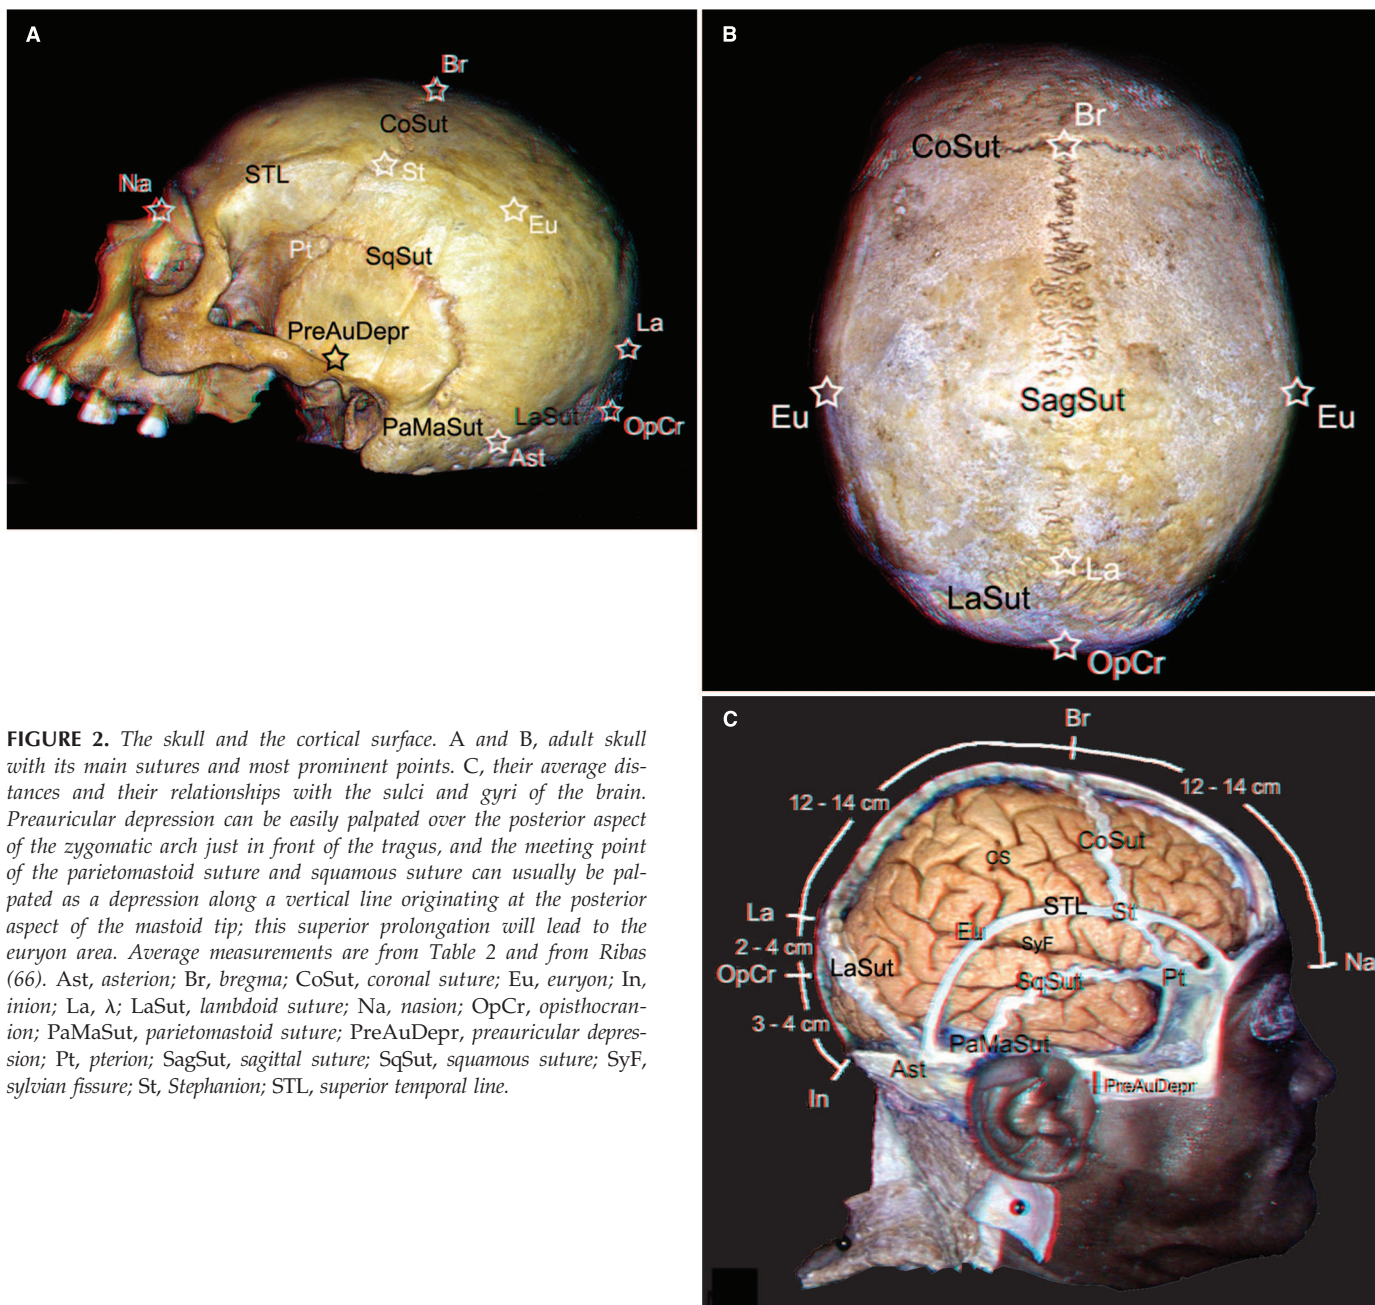 A
Br
CoSut
STL
St
Na
Eu
Pt
SqSut
La
PreAuDepr
OpCr
LaSut
PaMaSut
Ast
B
Br
CoSut
SagSut
Eu
Eu
La
LaSut
OpCr
FIGURE 2. The skull and the cortical surface. A and B, adult skull
with its main sutures and most prominent points. C, their average dis-
tances and their relationships with the sulci and gyri of the brain.
Preauricular depression can be easily palpated over the posterior aspect
of the zygomatic arch just in front of the tragus, and the meeting point
of the parietomastoid suture and squamous suture can usually be pal-
pated as a depression along a vertical line originating at the posterior
aspect of the mastoid tip; this superior prolongation will lead to the
euryon area. Average measurements are from Table 2 and from Ribas
(66). Ast, asterion; Br, bregma; CoSut, coronal suture; Eu, euryon; In,
inion; La, λ; LaSut, lambdoid suture; Na, nasion; OpCr, opisthocran-
ion; PaMaSut, parietomastoid suture; PreAuDepr, preauricular depres-
sion; Pt, pterion; SagSut, sagittal suture; SqSut, squamous suture; SyF,
sylvian fissure; St, Stephanion; STL, superior temporal line.
C
Br
12 - 14 cm
12 - 14 cm
CoSut
CS
La
STL
St
Eu
SyF
2 - 4 cm
Na
LaSut
OpCr
SqSut
Pt
3 - 4 cm
PaMaSut
Ast
PreAuDepr
In